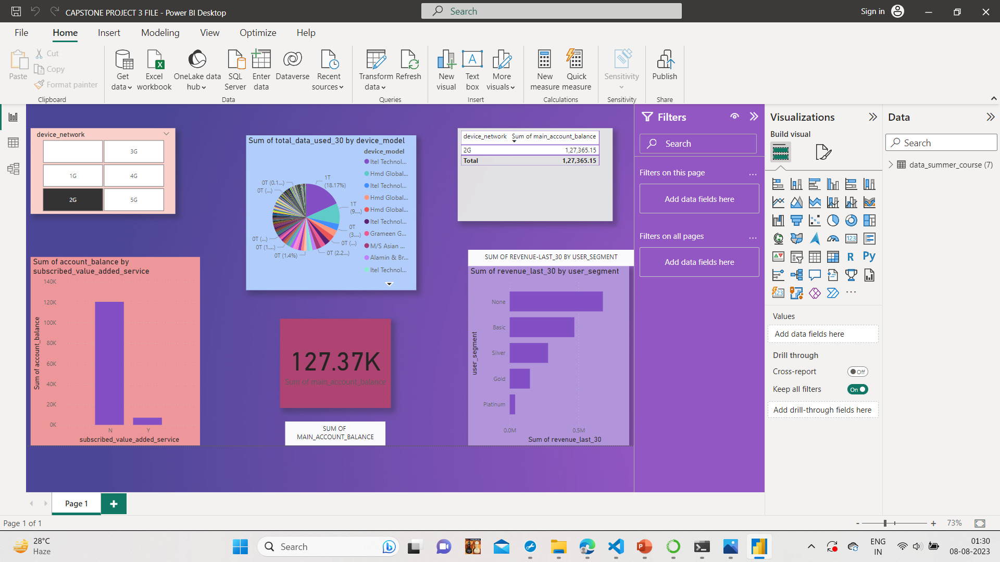 CAPSTONE PROJECT 3 FILE - Power BI Desktop
Search
Sign in
File Home Insert Modeling View Optimize Help
Paste
Cut
Copy
Format painter
Clipboard
Get data
Excel workbook
OneLake data hub
SQL Server
Enter data
Dataverse
Recent sources
Data
Transform data
Refresh
Queries
New visual
Text box
More visuals
Insert
New measure
Quick measure
Calculations
Sensitivity
Sensitivity
Publish
Share
device_network
3G
1G
4G
2G
5G
Sum of total_data_used_30 by device_model
device_model
Itel Technol...
Hmd Global...
Itel Technol...
Hmd Global...
Hmd Global...
Itel Technol...
Grameen G...
M/S Asian ...
Alamin & Br...
Itel Technol...
1T
(18.17%)
1T
(9....)
0T
(3....)
0T (...)
0T (2.2...)
0T (1.4%)
0T (1....)
0T (...)
0T (...)
0T (0.1...)
device_network Sum of main_account_balance
2G 1,27,365.15
Total 1,27,365.15
Sum of account_balance by
subscribed_value_added_service
Sum of account_balance
140K
120K
100K
80K
60K
40K
20K
0K
N Y
subscribed_value_added_service
127.37K
Sum of main_account_balance
SUM OF
MAIN_ACCOUNT_BALANCE
SUM OF REVENUE-LAST_30 BY USER_SEGMENT
Sum of revenue_last_30 by user_segment
user_segment
None
Basic
Silver
Gold
Platinum
0.0M 0.5M
Sum of revenue_last_30
Filters
Search
Filters on this page ...
Add data fields here
Filters on all pages ...
Add data fields here
Visualizations
Build visual
123
R
Py
123
...
Values
Add data fields here
Drill through
Cross-report Off
Keep all filters On
Add drill-through fields here
Data
Search
data_summer_course (7)
Page 1
+
Page 1 of 1
- + 73%
28°C
Haze
Search
ENG
IN
01:30
08-08-2023